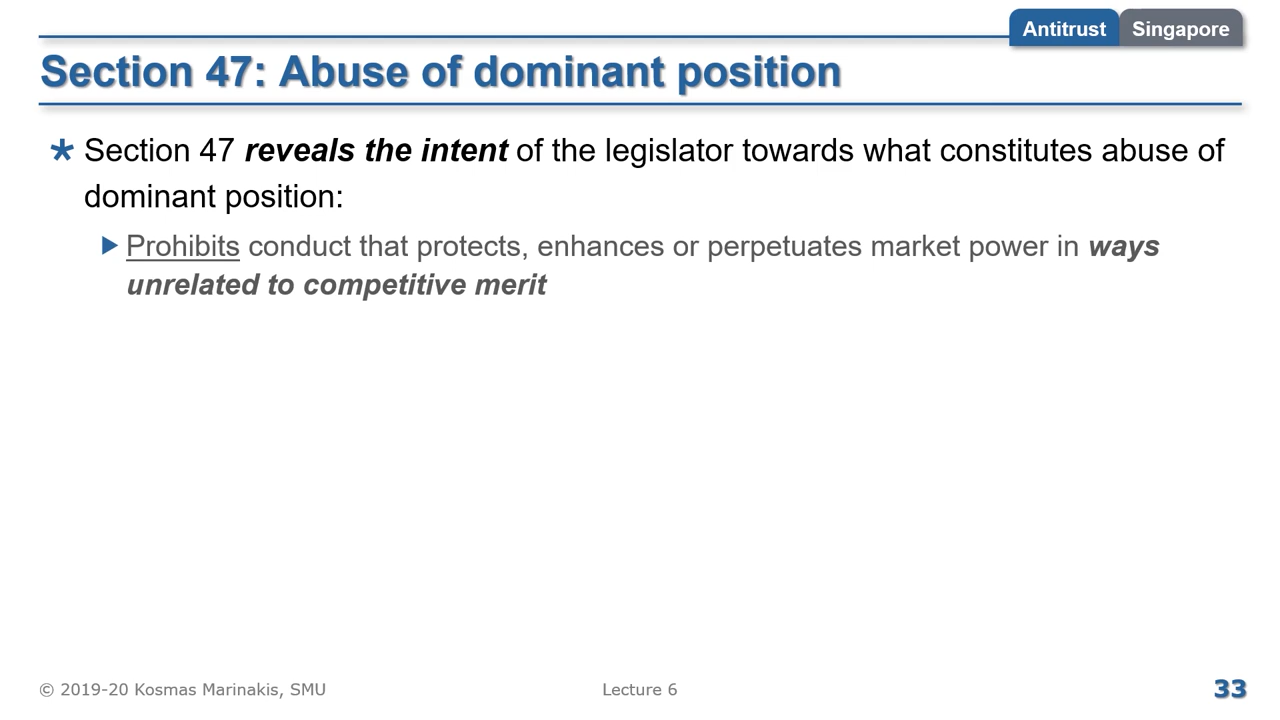 Antitrust Singapore
Section 47: Abuse of dominant position
* Section 47 reveals the intent of the legislator towards what constitutes abuse of
dominant position:
Prohibits conduct that protects, enhances or perpetuates market power in ways
unrelated to competitive merit
© 2019-20 Kosmas Marinakis, SMU Lecture 6 33